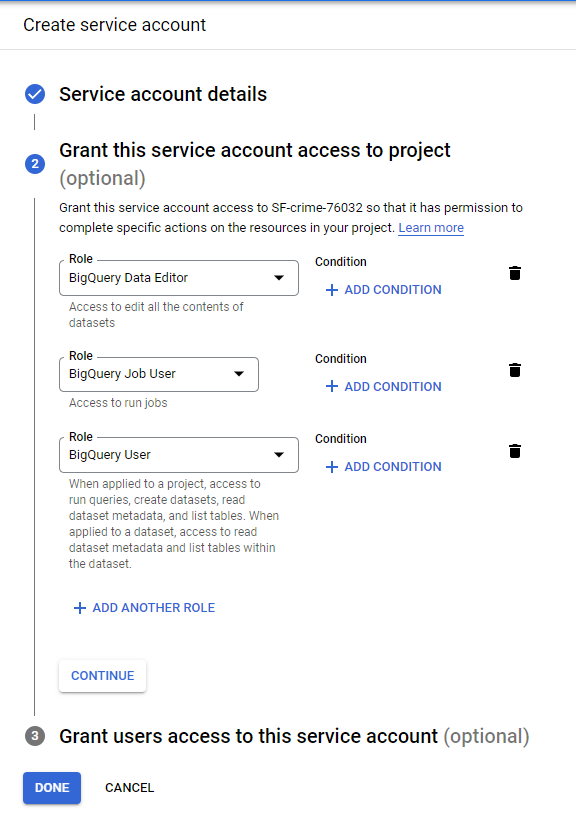 Create service account
Service account details
2
Grant this service account access to project
(optional)
Grant this service account access to SF-crime-76032 so that it has permission to
complete specific actions on the resources in your project. Learn more
Role
BigQuery Data Editor
Access to edit all the contents of
datasets
Condition
ADD CONDITION
Role
BigQuery Job User
Access to run jobs
Condition
ADD CONDITION
Role
BigQuery User
When applied to a project, access to
run queries, create datasets, read
dataset metadata, and list tables. When
applied to a dataset, access to read
dataset metadata and list tables within
the dataset.
Condition
ADD CONDITION
ADD ANOTHER ROLE
CONTINUE
3
Grant users access to this service account (optional)
DONE
CANCEL